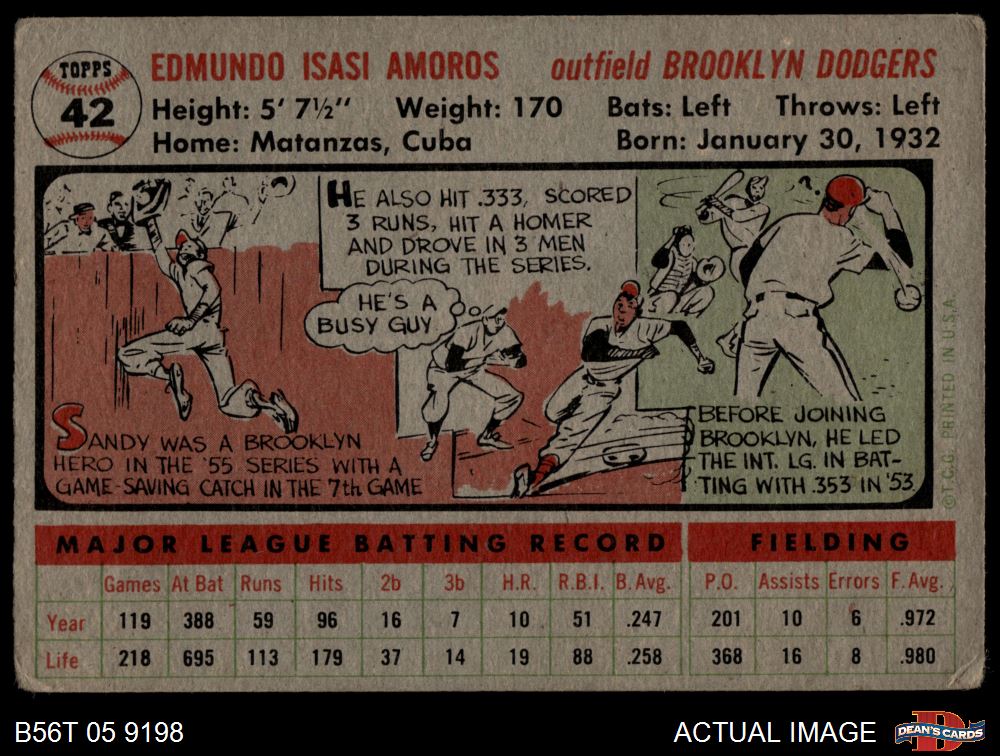 TOPPS
42
EDMUNDO ISASI AMOROS outfield BROOKLYN DODGERS
Height: 5' 7½" Weight: 170 Bats: Left Throws: Left
Home: Matanzas, Cuba Born: January 30, 1932
HE ALSO HIT .333, SCORED
3 RUNS, HIT A HOMER
AND DROVE IN 3 MEN
DURING THE SERIES.
HE'S A
BUSY GUY
SANDY WAS A BROOKLYN
HERO IN THE '55 SERIES WITH A
GAME-SAVING CATCH IN THE 7th GAME
?
BEFORE JOINING
BROOKLYN, HE LED
THE INT. LG. IN BAT-
TING WITH .353 IN '53
©T.C.G. PRINTED IN U.S.A.
MAJOR LEAGUE BATTING RECORD FIELDING
Games At Bat Runs Hits 2b 3b H.R. R.B.I. B. Avg. P.O. Assists Errors F. Avg.
Year 119 388 59 96 16 7 10 51 .247 201 10 6 .972
Life 218 695 113 179 37 14 19 88 .258 368 16 8 .980
B56T 05 9198 ACTUAL IMAGE
D
DEAN'S CARDS